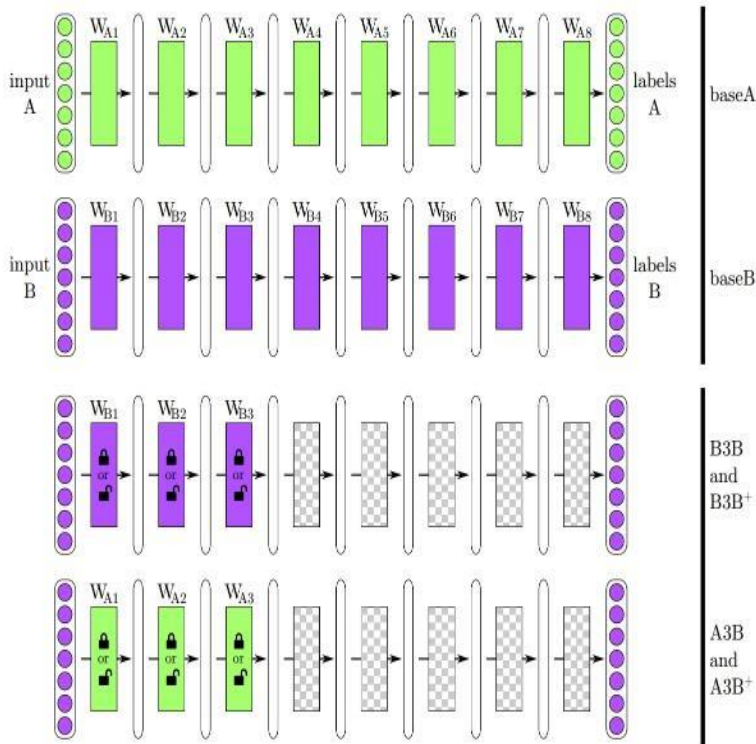 W_A1 W_A2 W_A3 W_A4 W_A5 W_A6 W_A7 W_A8
input
A
labels
A
baseA
W_B1 W_B2 W_B3 W_B4 W_B5 W_B6 W_B7 W_B8
input
B
labels
B
baseB
W_B1 W_B2 W_B3
or or or
B3B
and
B3B⁺
W_A1 W_A2 W_A3
or or or
A3B
and
A3B⁺